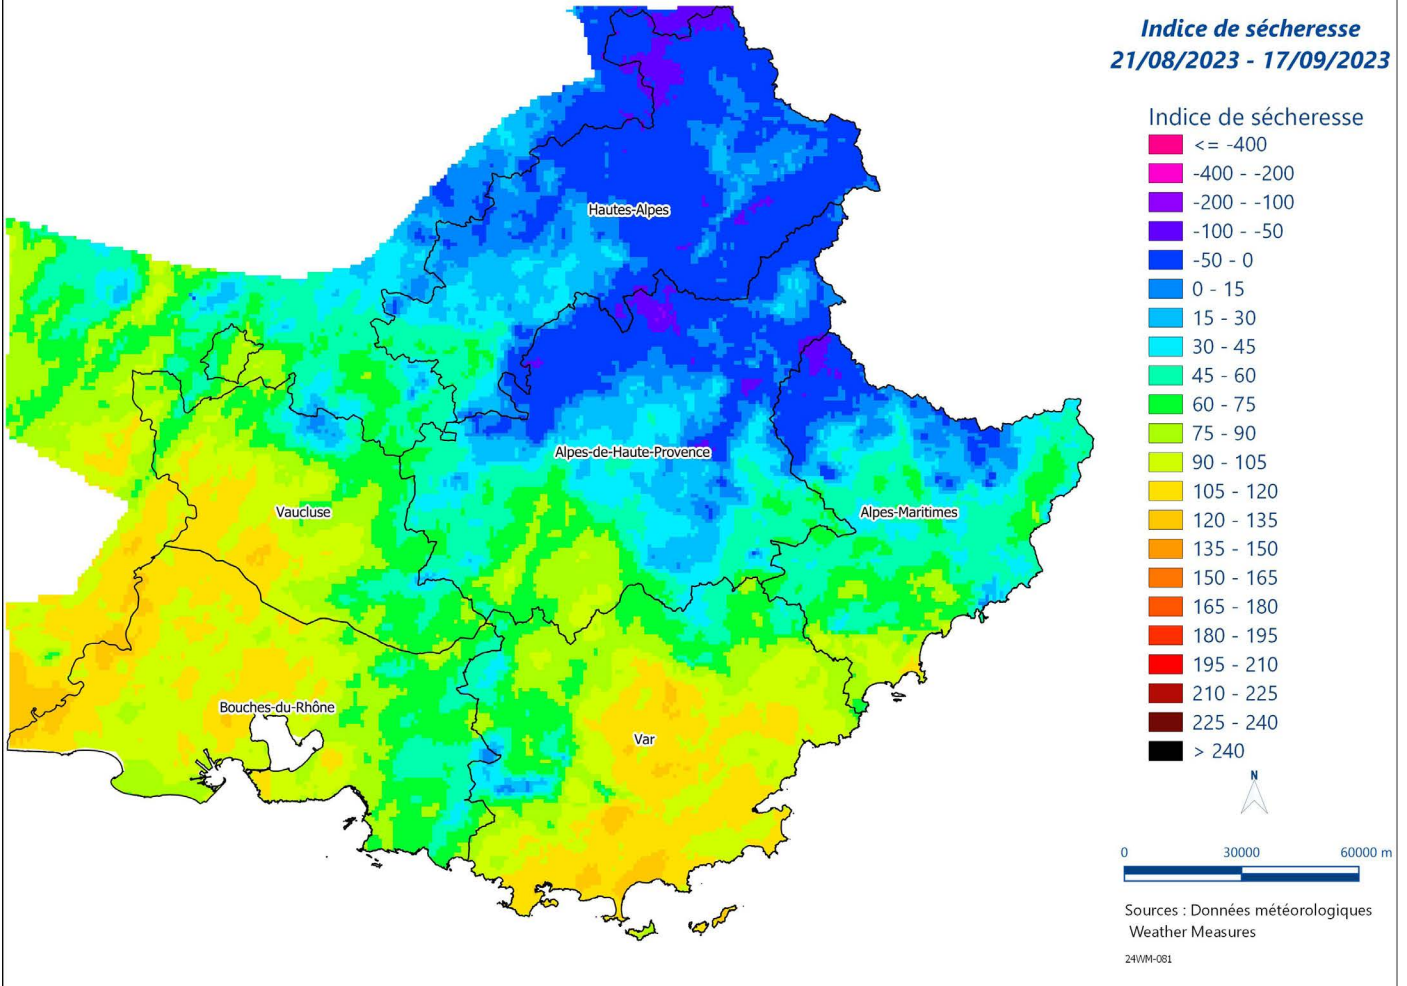 Indice de sécheresse
21/08/2023 - 17/09/2023
Indice de sécheresse
<= -400
-400 - -200
-200 - -100
-100 - -50
-50 - 0
0 - 15
15 - 30
30 - 45
45 - 60
60 - 75
75 - 90
90 - 105
105 - 120
120 - 135
135 - 150
150 - 165
165 - 180
180 - 195
195 - 210
210 - 225
225 - 240
> 240
Hautes-Alpes
Alpes-de-Haute-Provence
Vaucluse
Alpes-Maritimes
Bouches-du-Rhône
Var
N
0 30000 60000 m
Sources : Données météorologiques
Weather Measures
24WM-081